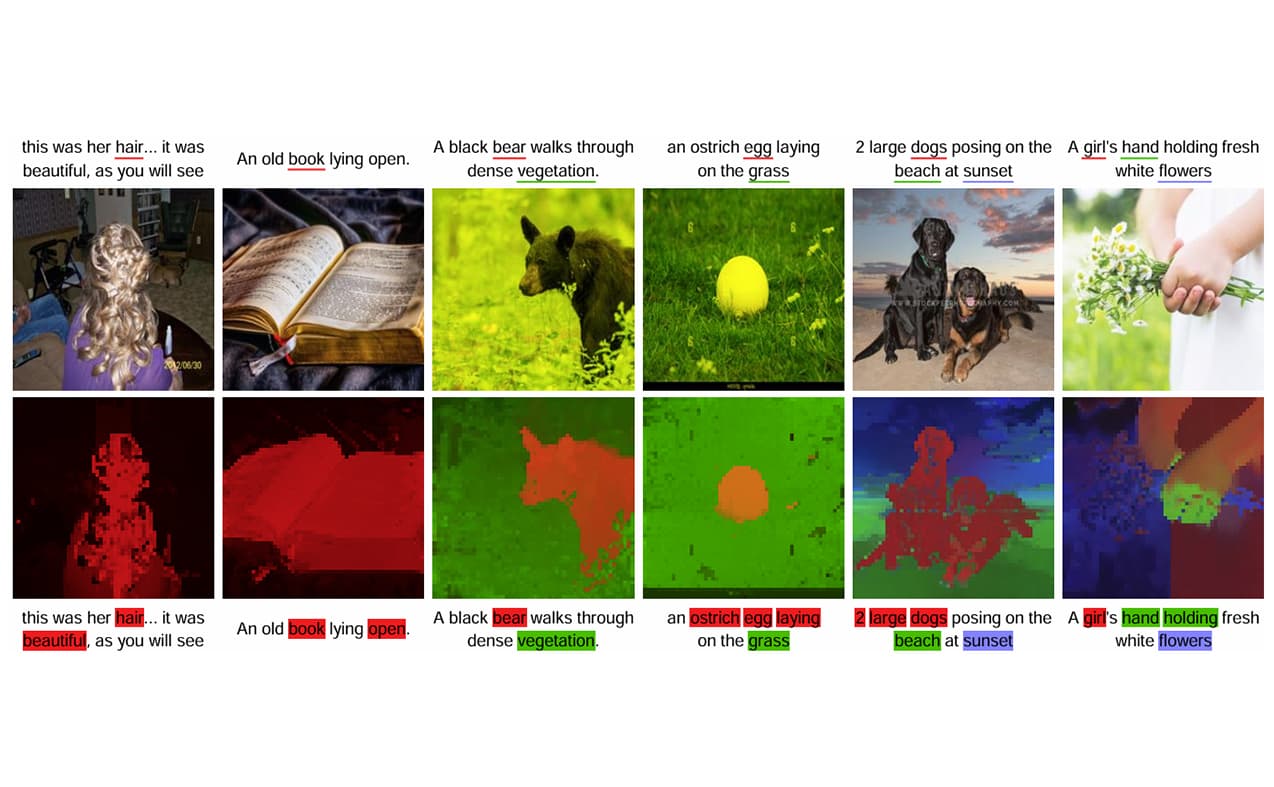 this was her hair... it was
beautiful, as you will see
An old book lying open.
A black bear walks through
dense vegetation.
an ostrich egg laying
on the grass
2 large dogs posing on the
beach at sunset
A girl's hand holding fresh
white flowers
2012/06/30
6 6
6 6
this was her hair... it was
beautiful, as you will see
An old book lying open.
A black bear walks through
dense vegetation.
an ostrich egg laying
on the grass
2 large dogs posing on the
beach at sunset
A girl's hand holding fresh
white flowers